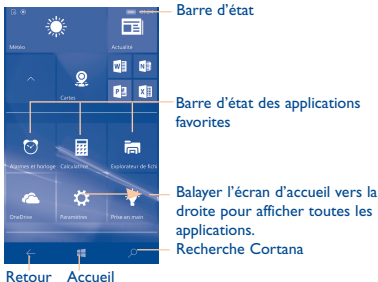 Barre d'état
Météo
Actualité
Cartes
Barre d'état des applications
favorites
Alarmes et horloge
Calculatrice
Explorateur de fichi
Balayer l'écran d'accueil vers la
droite pour afficher toutes les
applications.
OneDrive
Paramètres
Prise en main
Recherche Cortana
Retour
Accueil